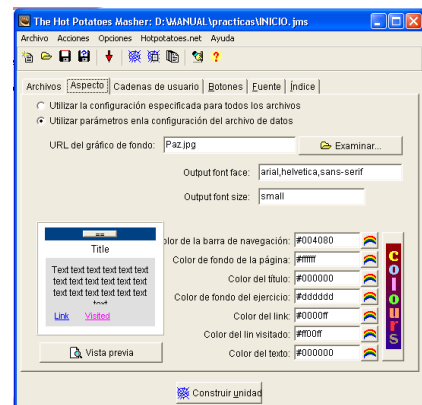 The Hot Potatoes Masher: D:\MANUAL\practicas\INICIO.jms
Archivo Acciones Opciones Hotpotatoes.net Ayuda
Archivos Aspecto Cadenas de usuario Botones Fuente Índice
Utilizar la configuración especificada para todos los archivos
Utilizar parámetros enla configuración del archivo de datos
URL del gráfico de fondo: Paz.jpg Examinar...
Output font face: arial,helvetica,sans-serif
Output font size: small
olor de la barra de navegación: #004080
Title
Color de fondo de la página: #ffffff
Text text text text text text
text text text text text text
text text text text text text
text
Color del título: #000000
Color de fondo del ejercicio: #dddddd
Link Visited
Color del link: #0000ff
Color del lin visitado: #ff00ff
Vista previa
Color del texto: #000000
colours
Construir unidad